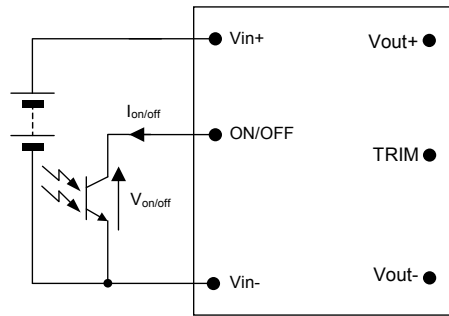 Vin+
Vout+
Ion/off
ON/OFF
TRIM
Von/off
Vin-
Vout-